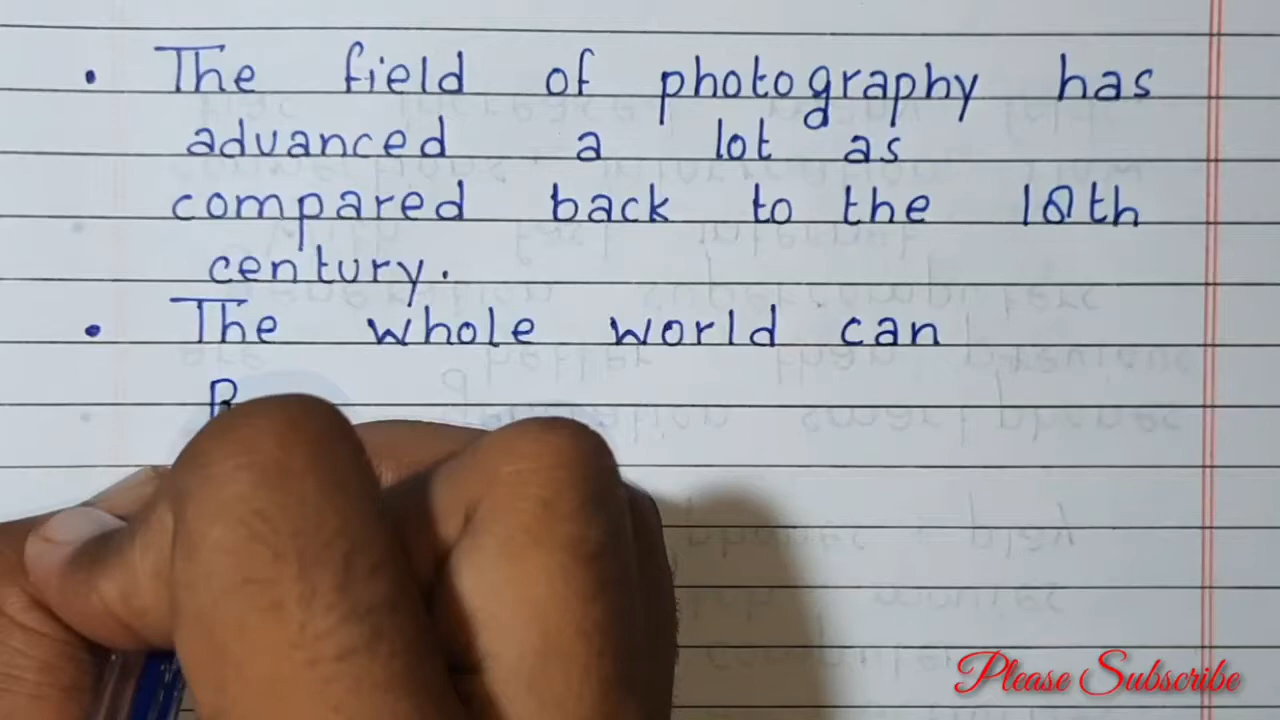 • The field of photography has
advanced a lot as
compared back to the 18th
century.
• The whole world can
Please Subscribe